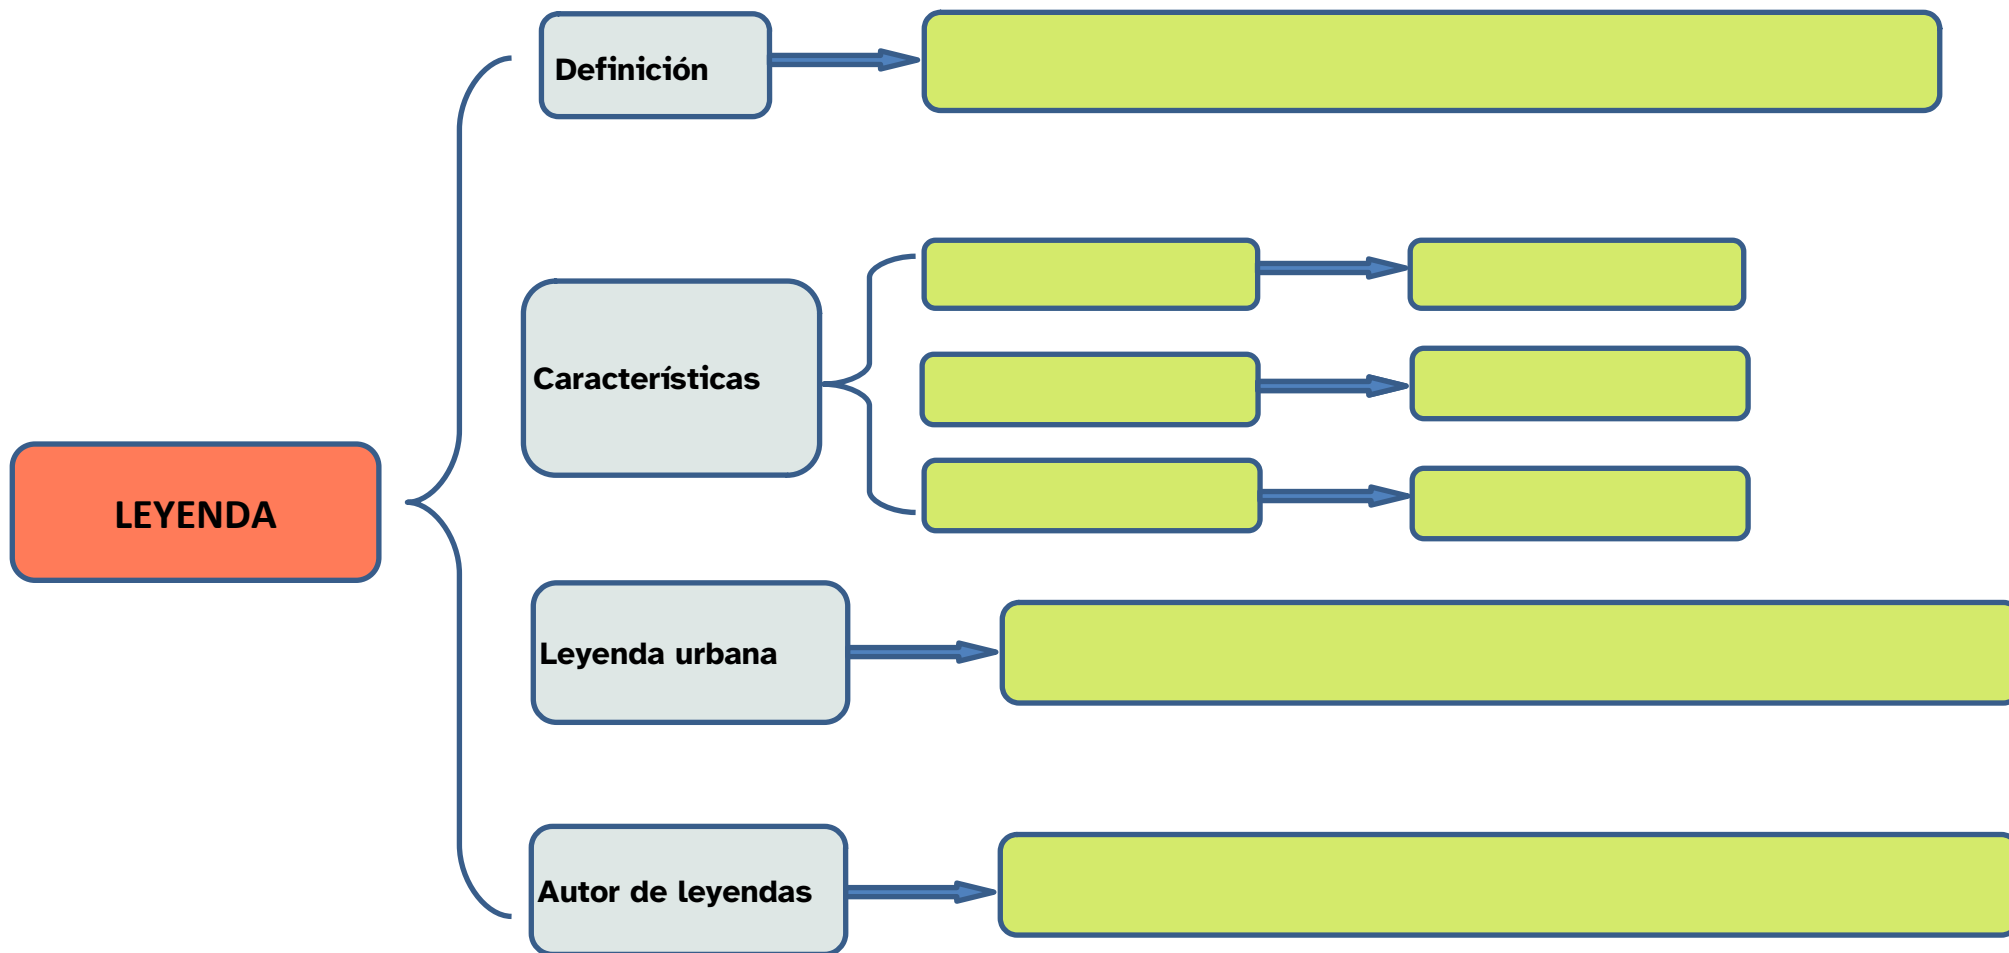 Definición
Características
LEYENDA
Leyenda urbana
Autor de leyendas